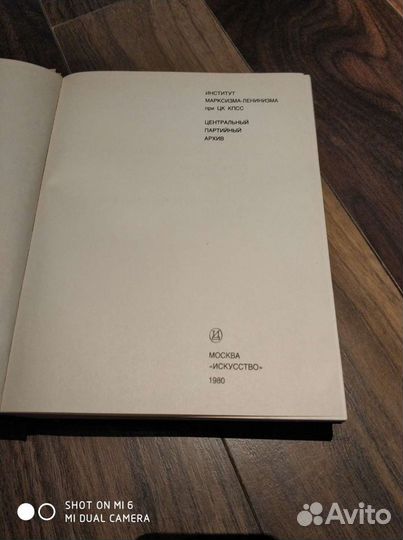 ИНСТИТУТ
МАРКСИЗМА-ЛЕНИНИЗМА
при ЦК КПСС
ЦЕНТРАЛЬНЫЙ
ПАРТИЙНЫЙ
АРХИВ
МОСКВА
«ИСКУССТВО»
1980
SHOT ON MI 6
MI DUAL CAMERA
Avito